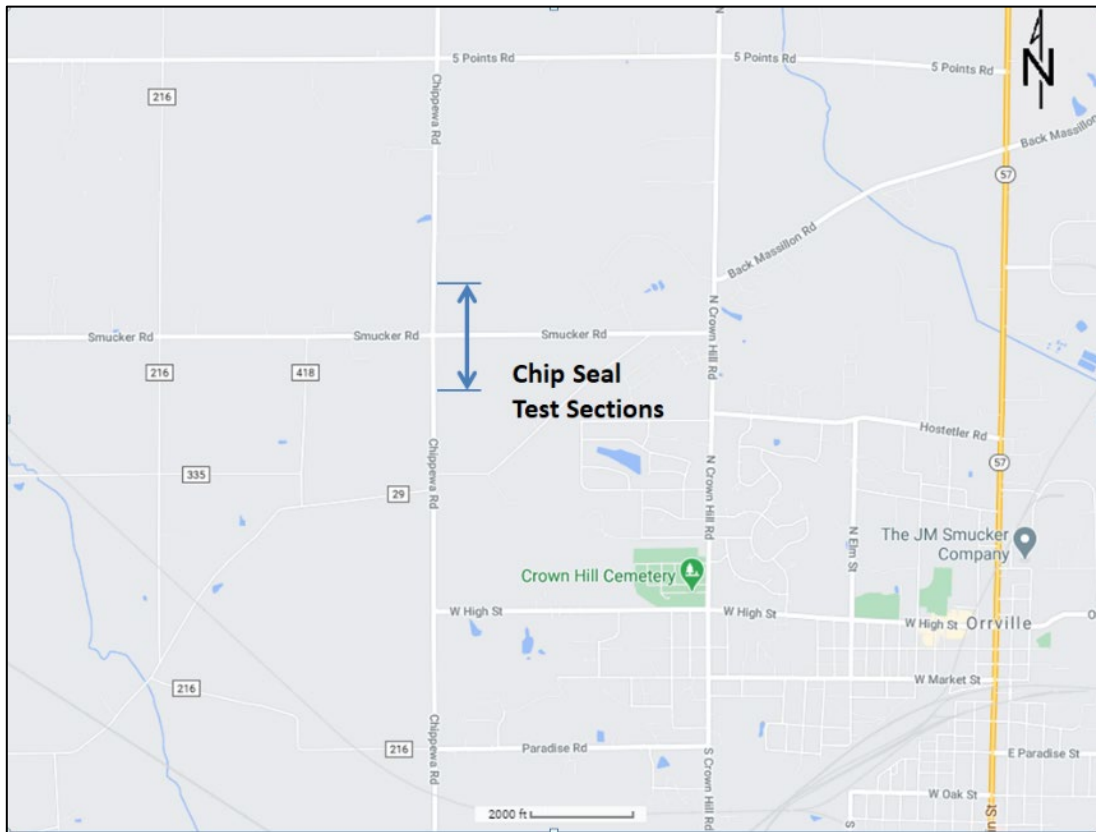 N
N
5 Points Rd
5 Points Rd
5 Points Rd
216
Chippewa Rd
57
Back Massillon
Back Massillon Rd
N Crown Hill Rd
Smucker Rd
Smucker Rd
Smucker Rd
216
418
Chip Seal
Test Sections
Hostetler Rd
57
335
29
Chippewa Rd
N Crown Hill Rd
N Elm St
The JM Smucker
Company
Crown Hill Cemetery
W High St
W High St
W High St
Orrville
O
216
W Market St
Chippewa Rd
216
Paradise Rd
S Crown Hill Rd
E Paradise St
W Oak St
2000 ft
S
n St